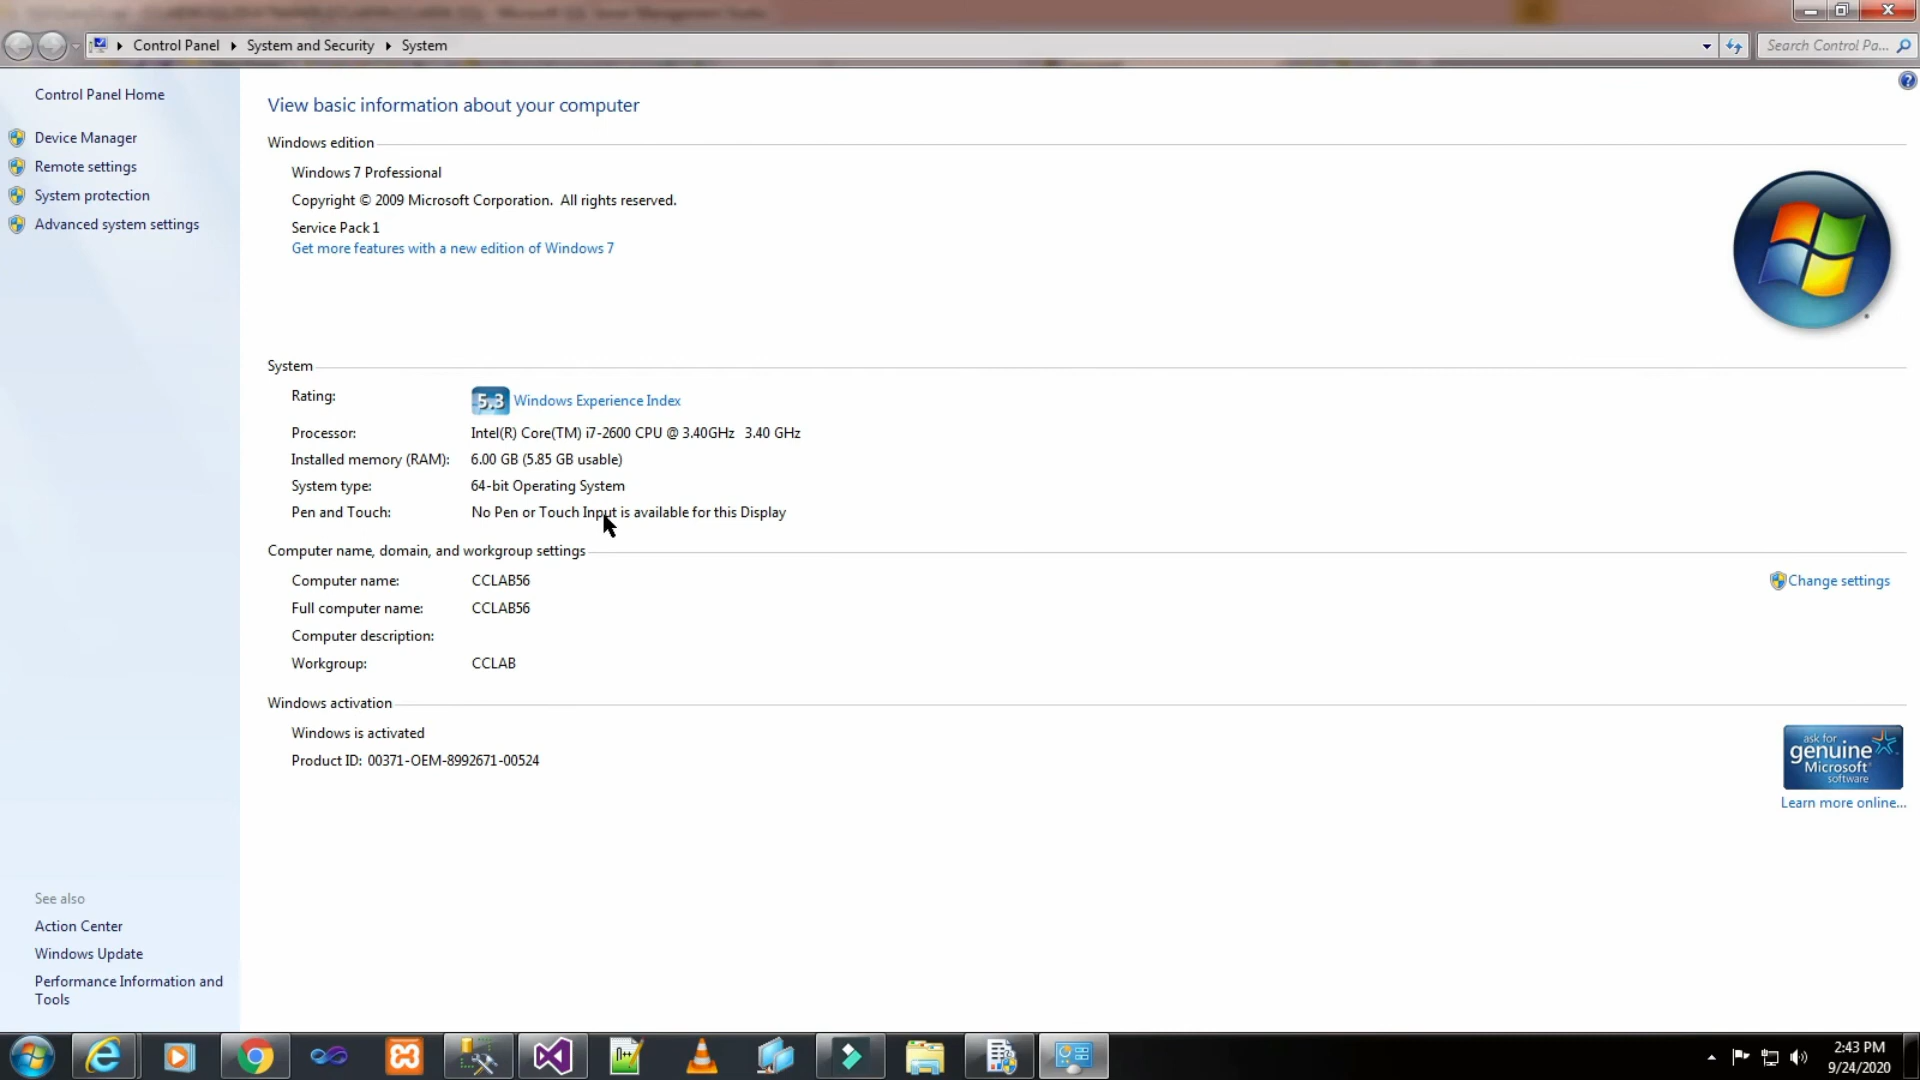 Control Panel ▸ System and Security ▸ System
Search Control Pa...
Control Panel Home
Device Manager
Remote settings
System protection
Advanced system settings
View basic information about your computer
Windows edition
Windows 7 Professional
Copyright © 2009 Microsoft Corporation. All rights reserved.
Service Pack 1
Get more features with a new edition of Windows 7
System
Rating:
5.3 Windows Experience Index
Processor: Intel(R) Core(TM) i7-2600 CPU @ 3.40GHz 3.40 GHz
Installed memory (RAM): 6.00 GB (5.85 GB usable)
System type: 64-bit Operating System
Pen and Touch: No Pen or Touch Input is available for this Display
Computer name, domain, and workgroup settings
Computer name: CCLAB56
Change settings
Full computer name: CCLAB56
Computer description:
Workgroup: CCLAB
Windows activation
Windows is activated
Product ID: 00371-OEM-8992671-00524
ask for
genuine
Microsoft
software
Learn more online...
See also
Action Center
Windows Update
Performance Information and
Tools
2:43 PM
9/24/2020